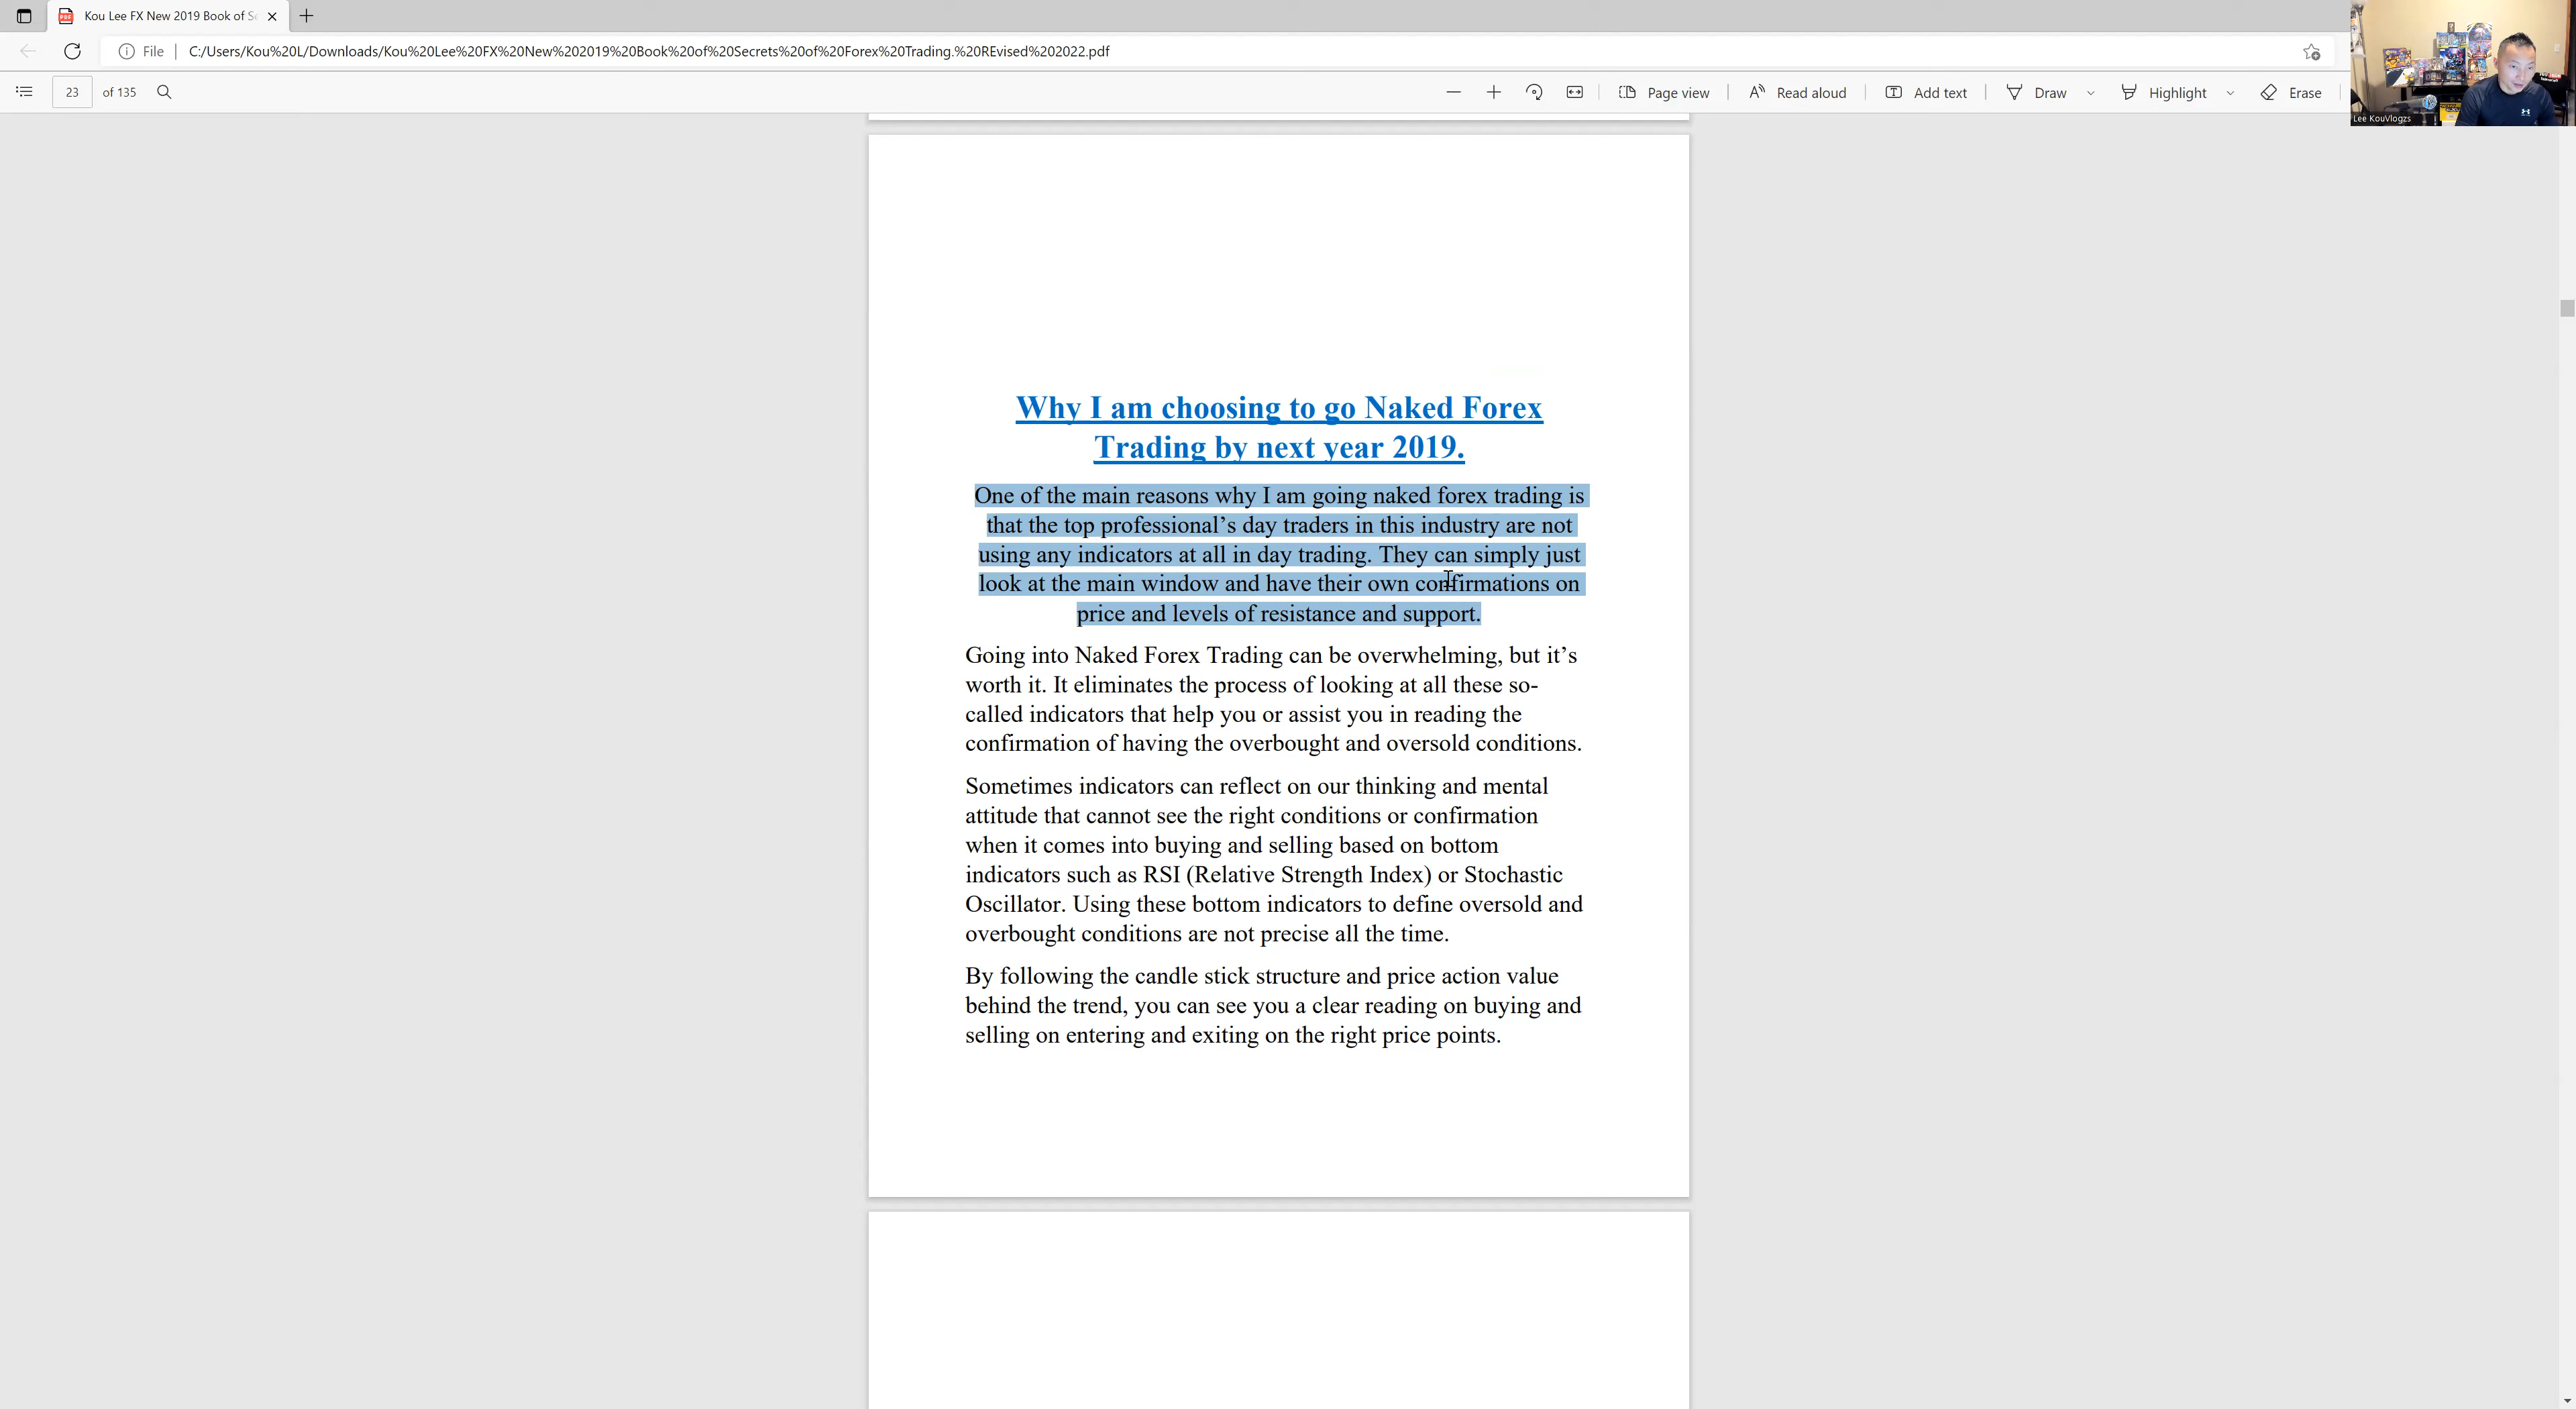 Kou Lee FX New 2019 Book of Se
File
C:/Users/Kou%20L/Downloads/Kou%20Lee%20FX%20New%202019%20Book%20of%20Secrets%20of%20Forex%20Trading.%20REvised%202022.pdf
23 of 135
Page view
Read aloud
Add text
Draw
Highlight
Erase
Lee KouVlogzs
Why I am choosing to go Naked Forex
Trading by next year 2019.
One of the main reasons why I am going naked forex trading is
that the top professional’s day traders in this industry are not
using any indicators at all in day trading. They can simply just
look at the main window and have their own confirmations on
price and levels of resistance and support.
Going into Naked Forex Trading can be overwhelming, but it’s
worth it. It eliminates the process of looking at all these so-
called indicators that help you or assist you in reading the
confirmation of having the overbought and oversold conditions.
Sometimes indicators can reflect on our thinking and mental
attitude that cannot see the right conditions or confirmation
when it comes into buying and selling based on bottom
indicators such as RSI (Relative Strength Index) or Stochastic
Oscillator. Using these bottom indicators to define oversold and
overbought conditions are not precise all the time.
By following the candle stick structure and price action value
behind the trend, you can see you a clear reading on buying and
selling on entering and exiting on the right price points.